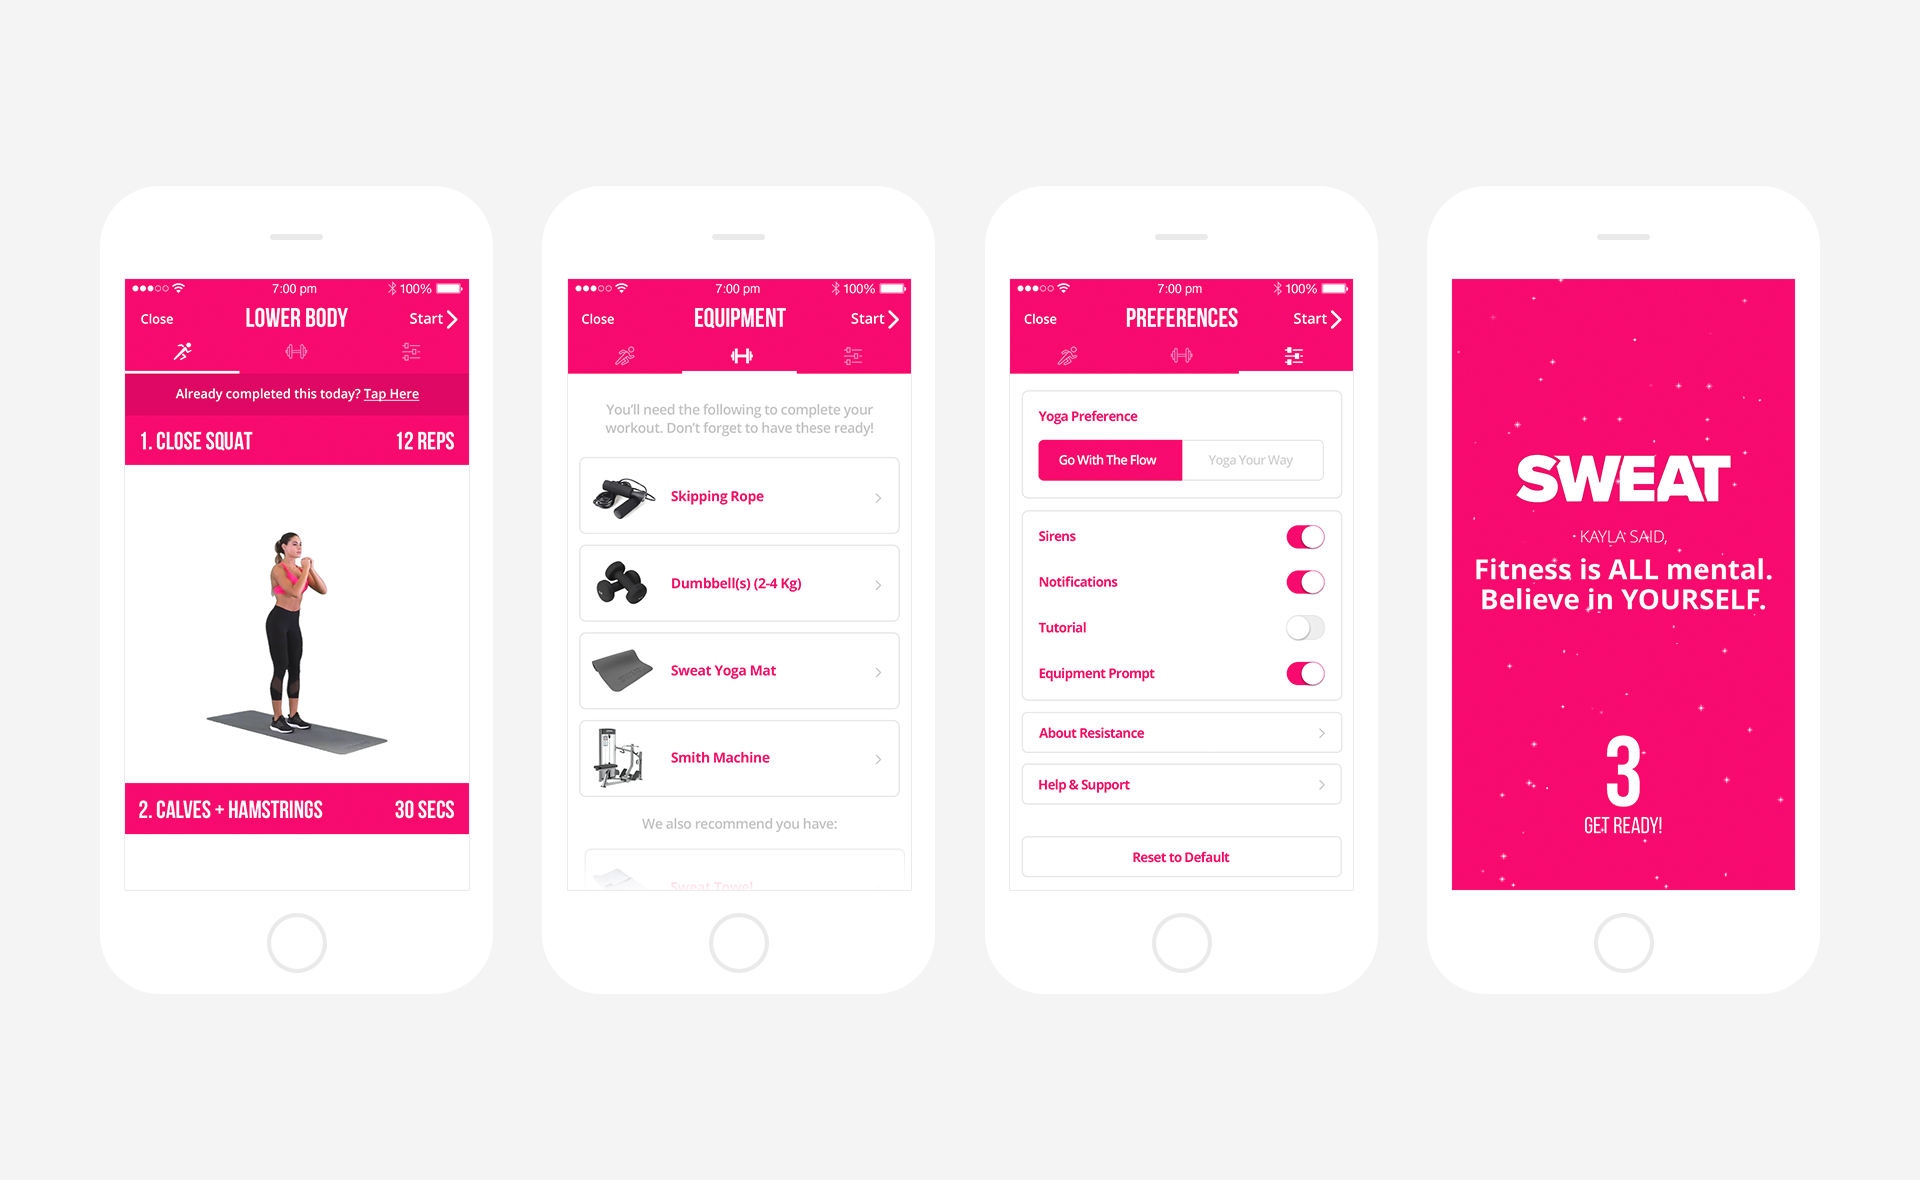 7:00 pm
100%
Close
LOWER BODY
Start
Already completed this today? Tap Here
1. CLOSE SQUAT
12 REPS
2. CALVES + HAMSTRINGS
30 SECS
7:00 pm
100%
Close
EQUIPMENT
Start
You'll need the following to complete your
workout. Don't forget to have these ready!
Skipping Rope
Dumbbell(s) (2-4 Kg)
Sweat Yoga Mat
Smith Machine
We also recommend you have:
Sweat Towel
7:00 pm
100%
Close
PREFERENCES
Start
Yoga Preference
Go With The Flow
Yoga Your Way
Sirens
Notifications
Tutorial
Equipment Prompt
About Resistance
Help & Support
Reset to Default
SWEAT
KAYLA SAID,
Fitness is ALL mental.
Believe in YOURSELF.
3
GET READY!